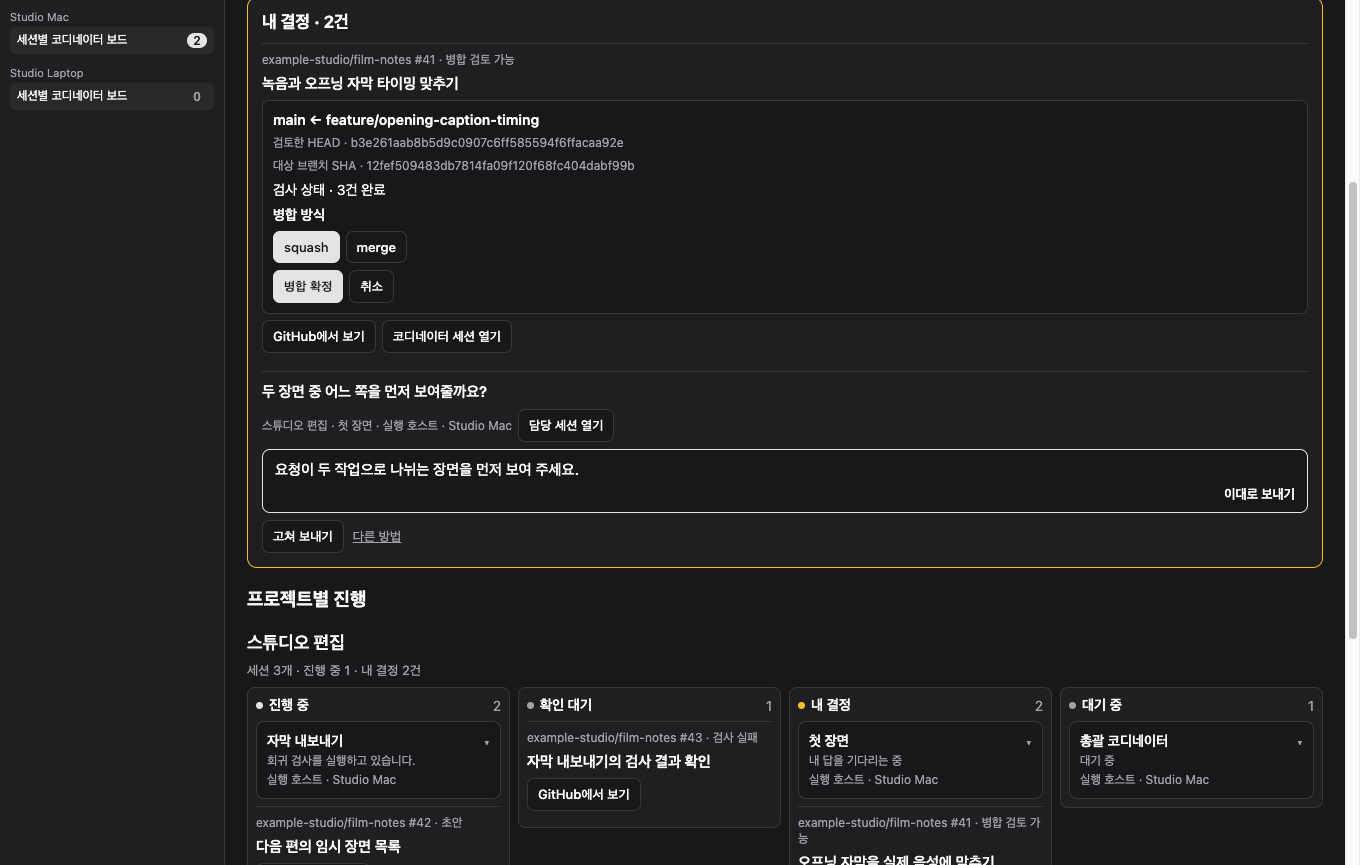 Studio Mac
세션별 코디네이터 보드 2
Studio Laptop
세션별 코디네이터 보드 0
내 결정 · 2건
example-studio/film-notes #41 · 병합 검토 가능
녹음과 오프닝 자막 타이밍 맞추기
main ← feature/opening-caption-timing
검토한 HEAD · b3e261aab8b5d9c0907c6ff585594f6ffacaa92e
대상 브랜치 SHA · 12fef509483db7814fa09f120f68fc404dabf99b
검사 상태 · 3건 완료
병합 방식
squash merge
병합 확정 취소
GitHub에서 보기 코디네이터 세션 열기
두 장면 중 어느 쪽을 먼저 보여줄까요?
스튜디오 편집 · 첫 장면 · 실행 호스트 · Studio Mac 담당 세션 열기
요청이 두 작업으로 나뉘는 장면을 먼저 보여 주세요.
이대로 보내기
고쳐 보내기 다른 방법
프로젝트별 진행
스튜디오 편집
세션 3개 · 진행 중 1 · 내 결정 2건
진행 중 2
자막 내보내기
회귀 검사를 실행하고 있습니다.
실행 호스트 · Studio Mac
example-studio/film-notes #42 · 초안
다음 편의 임시 장면 목록
확인 대기 1
example-studio/film-notes #43 · 검사 실패
자막 내보내기의 검사 결과 확인
GitHub에서 보기
내 결정 2
첫 장면
내 답을 기다리는 중
실행 호스트 · Studio Mac
example-studio/film-notes #41 · 병합 검토 가
능
오프닝 자막을 실제 음성에 맞추기
대기 중 1
총괄 코디네이터
대기 중
실행 호스트 · Studio Mac